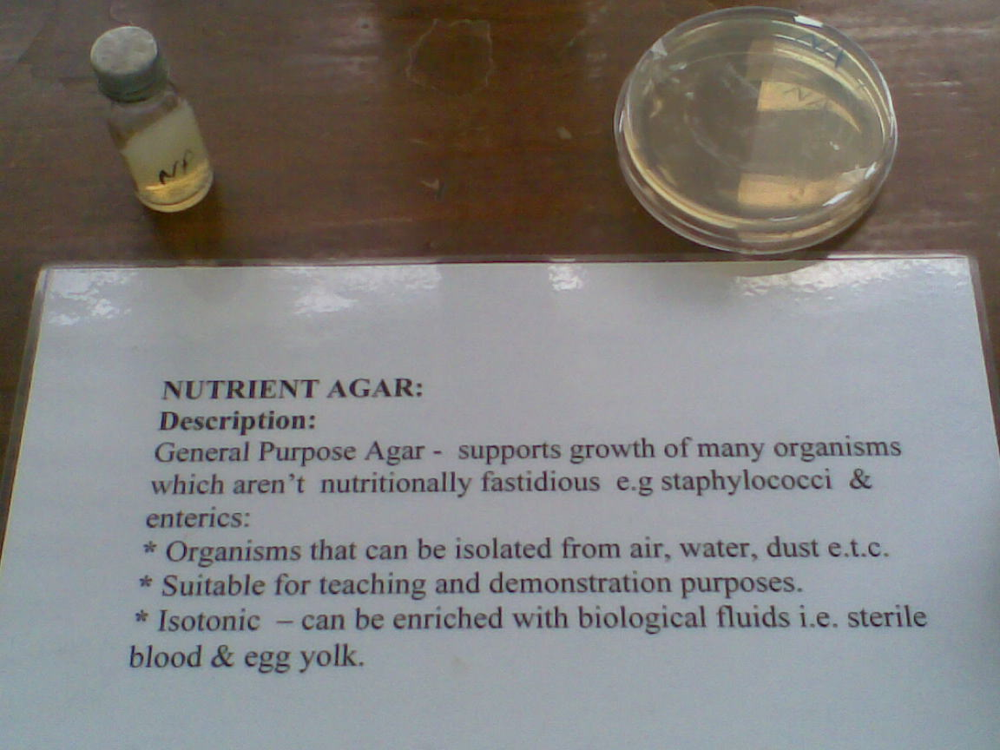 NA
NA
NUTRIENT AGAR:
Description:
General Purpose Agar - supports growth of many organisms
which aren't nutritionally fastidious e.g staphylococci &
enterics:
* Organisms that can be isolated from air, water, dust e.t.c.
* Suitable for teaching and demonstration purposes.
* Isotonic – can be enriched with biological fluids i.e. sterile
blood & egg yolk.